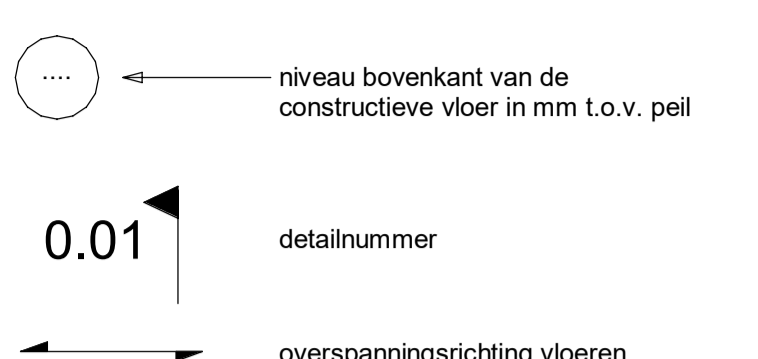 .... niveau bovenkant van de
constructieve vloer in mm t.o.v. peil
0.01 detailnummer
overspanningsrichting vloeren